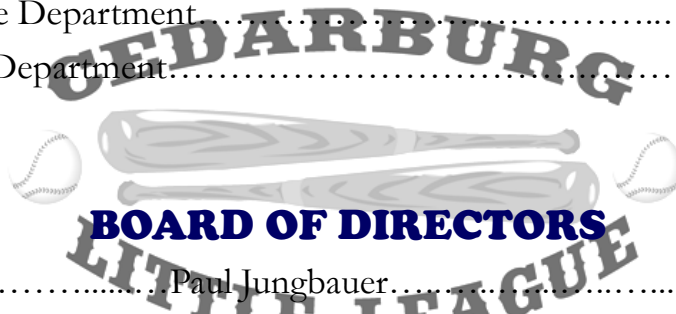 e Department……………………………………...
CEDARBURG
Department……………………………………
BOARD OF DIRECTORS
………......…Paul Jungbauer…………………...
LITTLE LEAGUE